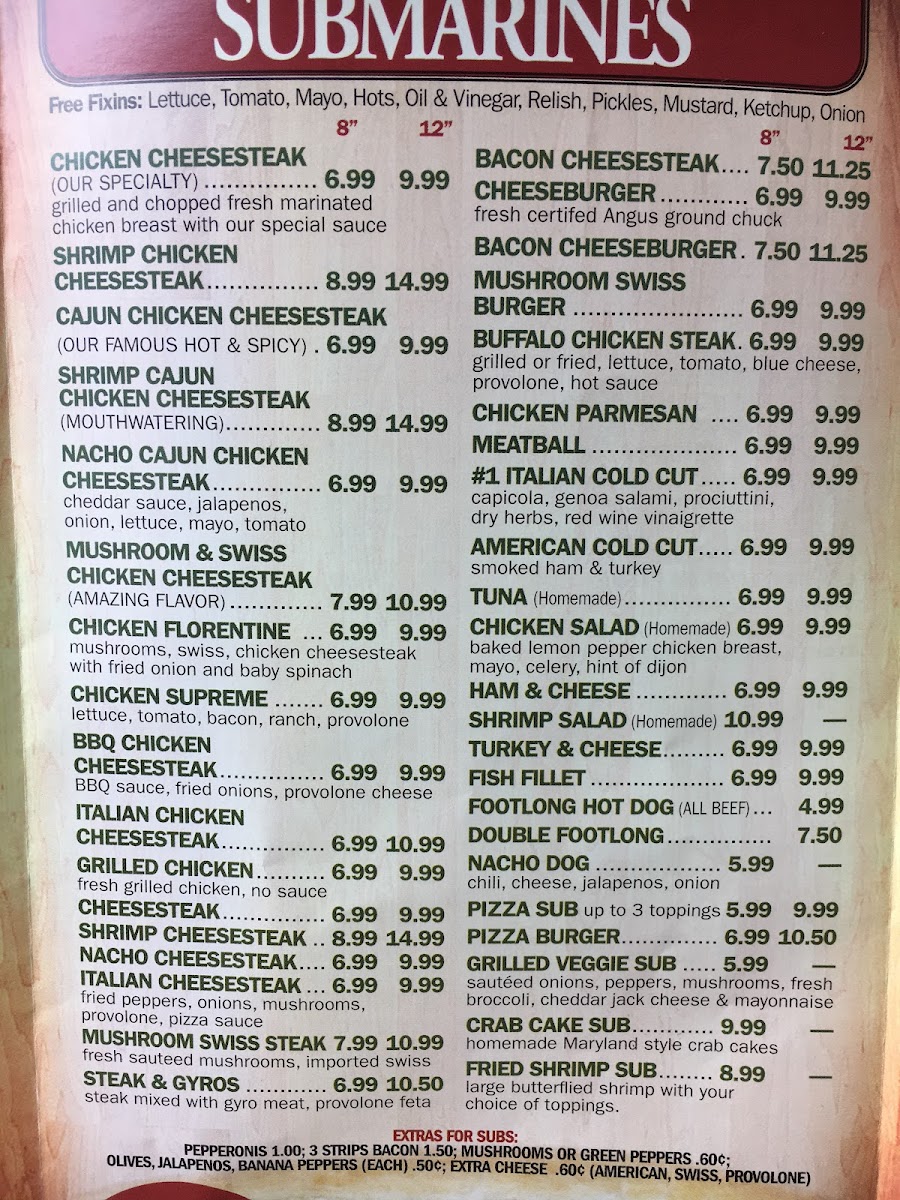 SUBMARINES
Free Fixins: Lettuce, Tomato, Mayo, Hots, Oil & Vinegar, Relish, Pickles, Mustard, Ketchup, Onion
8" 12"
CHICKEN CHEESESTEAK
(OUR SPECIALTY) ............... 6.99 9.99
grilled and chopped fresh marinated
chicken breast with our special sauce
SHRIMP CHICKEN
CHEESESTEAK................ 8.99 14.99
CAJUN CHICKEN CHEESESTEAK
(OUR FAMOUS HOT & SPICY) . 6.99 9.99
SHRIMP CAJUN
CHICKEN CHEESESTEAK
(MOUTHWATERING)............. 8.99 14.99
NACHO CAJUN CHICKEN
CHEESESTEAK................ 6.99 9.99
cheddar sauce, jalapenos,
onion, lettuce, mayo, tomato
MUSHROOM & SWISS
CHICKEN CHEESESTEAK
(AMAZING FLAVOR) ............. 7.99 10.99
CHICKEN FLORENTINE ... 6.99 9.99
mushrooms, swiss, chicken cheesesteak
with fried onion and baby spinach
CHICKEN SUPREME ....... 6.99 9.99
lettuce, tomato, bacon, ranch, provolone
BBQ CHICKEN
CHEESESTEAK............... 6.99 9.99
BBQ sauce, fried onions, provolone cheese
ITALIAN CHICKEN
CHEESESTEAK............... 6.99 10.99
GRILLED CHICKEN.......... 6.99 9.99
fresh grilled chicken, no sauce
CHEESESTEAK............... 6.99 9.99
SHRIMP CHEESESTEAK .. 8.99 14.99
NACHO CHEESESTEAK.... 6.99 9.99
ITALIAN CHEESESTEAK ... 6.99 9.99
fried peppers, onions, mushrooms,
provolone, pizza sauce
MUSHROOM SWISS STEAK 7.99 10.99
fresh sauteed mushrooms, imported swiss
STEAK & GYROS ............ 6.99 10.50
steak mixed with gyro meat, provolone feta
8" 12"
BACON CHEESESTEAK.... 7.50 11.25
CHEESEBURGER ............ 6.99 9.99
fresh certifed Angus ground chuck
BACON CHEESEBURGER. 7.50 11.25
MUSHROOM SWISS
BURGER ........................ 6.99 9.99
BUFFALO CHICKEN STEAK. 6.99 9.99
grilled or fried, lettuce, tomato, blue cheese,
provolone, hot sauce
CHICKEN PARMESAN .... 6.99 9.99
MEATBALL .................... 6.99 9.99
#1 ITALIAN COLD CUT..... 6.99 9.99
capicola, genoa salami, prociuttini,
dry herbs, red wine vinaigrette
AMERICAN COLD CUT..... 6.99 9.99
smoked ham & turkey
TUNA (Homemade)............... 6.99 9.99
CHICKEN SALAD (Homemade) 6.99 9.99
baked lemon pepper chicken breast,
mayo, celery, hint of dijon
HAM & CHEESE ............. 6.99 9.99
SHRIMP SALAD (Homemade) 10.99 —
TURKEY & CHEESE......... 6.99 9.99
FISH FILLET ................... 6.99 9.99
FOOTLONG HOT DOG (ALL BEEF)... 4.99
DOUBLE FOOTLONG............... 7.50
NACHO DOG .................. 5.99 —
chili, cheese, jalapenos, onion
PIZZA SUB up to 3 toppings 5.99 9.99
PIZZA BURGER............. 6.99 10.50
GRILLED VEGGIE SUB ..... 5.99 —
sautéed onions, peppers, mushrooms, fresh
broccoli, cheddar jack cheese & mayonnaise
CRAB CAKE SUB........... 9.99 —
homemade Maryland style crab cakes
FRIED SHRIMP SUB........ 8.99 —
large butterflied shrimp with your
choice of toppings.
EXTRAS FOR SUBS:
PEPPERONIS 1.00; 3 STRIPS BACON 1.50; MUSHROOMS OR GREEN PEPPERS .60¢;
OLIVES, JALAPENOS, BANANA PEPPERS (EACH) .50¢; EXTRA CHEESE .60¢ (AMERICAN, SWISS, PROVOLONE)